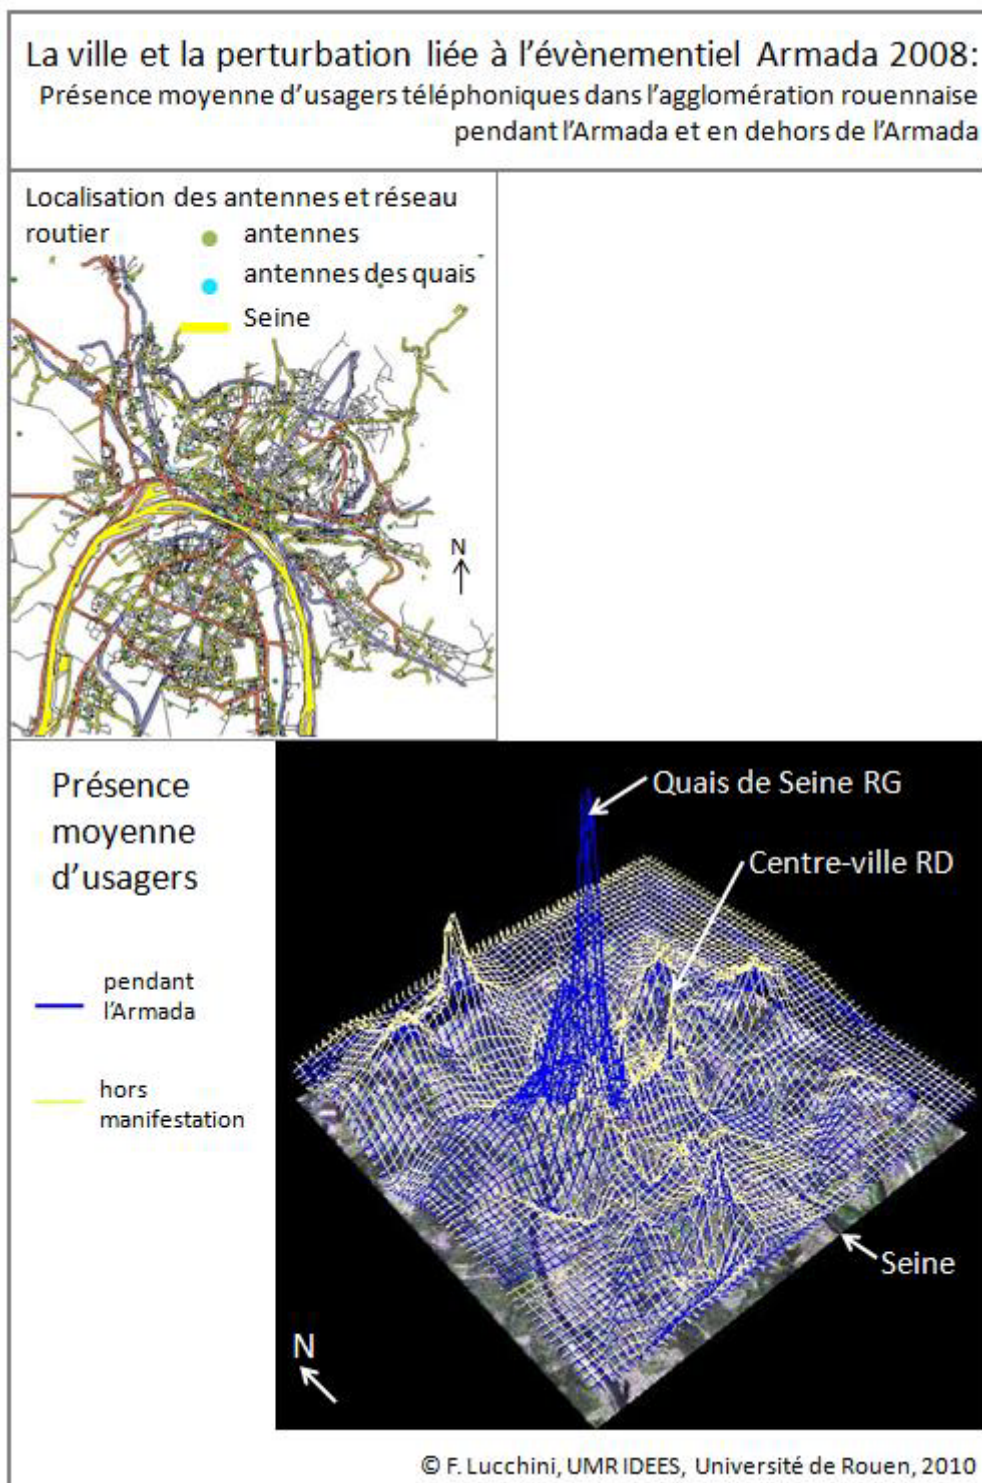 La ville et la perturbation liée à l'évènementiel Armada 2008:
Présence moyenne d'usagers téléphoniques dans l'agglomération rouennaise
pendant l'Armada et en dehors de l'Armada
Localisation des antennes et réseau
routier
antennes
antennes des quais
Seine
N
Présence
moyenne
d'usagers
pendant
l'Armada
hors
manifestation
Quais de Seine RG
Centre-ville RD
Seine
N
© F. Lucchini, UMR IDEES, Université de Rouen, 2010